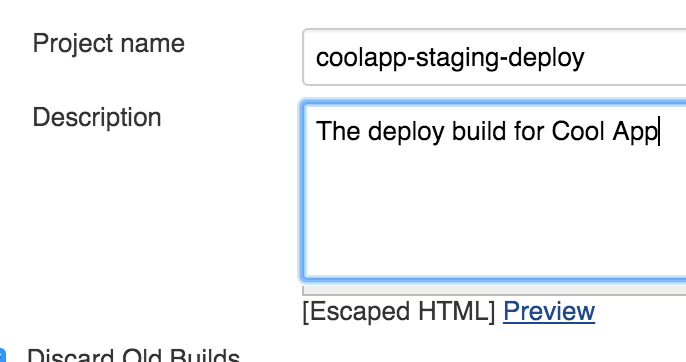 Project name
coolapp-staging-deploy
Description
The deploy build for Cool App
[Escaped HTML] Preview
Discard Old Builds